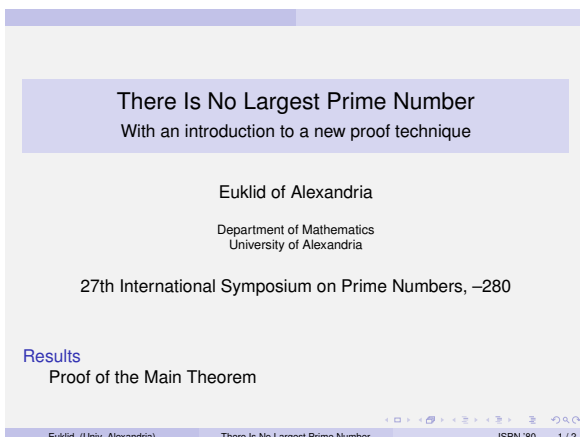 There Is No Largest Prime Number
With an introduction to a new proof technique
Euklid of Alexandria
Department of Mathematics
University of Alexandria
27th International Symposium on Prime Numbers, –280
Results
Proof of the Main Theorem
Euklid (Univ. Alexandria) There Is No Largest Prime Number ISPN ’80 1 / 2